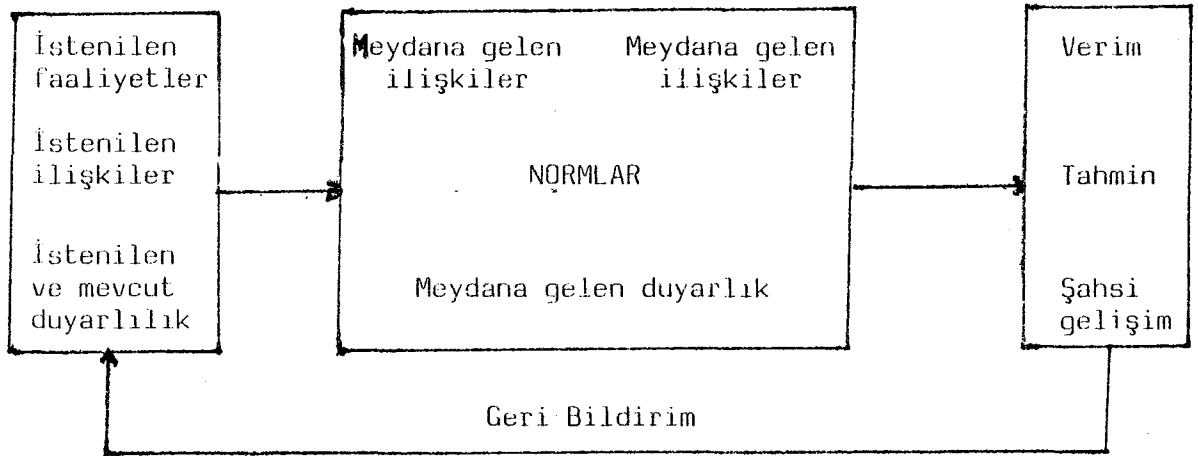 İstenilen
faaliyetler
İstenilen
ilişkiler
İstenilen
ve mevcut
duyarlılık
Meydana gelen
ilişkiler
Meydana gelen
ilişkiler
NORMLAR
Meydana gelen duyarlık
Verim
Tahmin
Şahsi
gelişim
Geri Bildirim